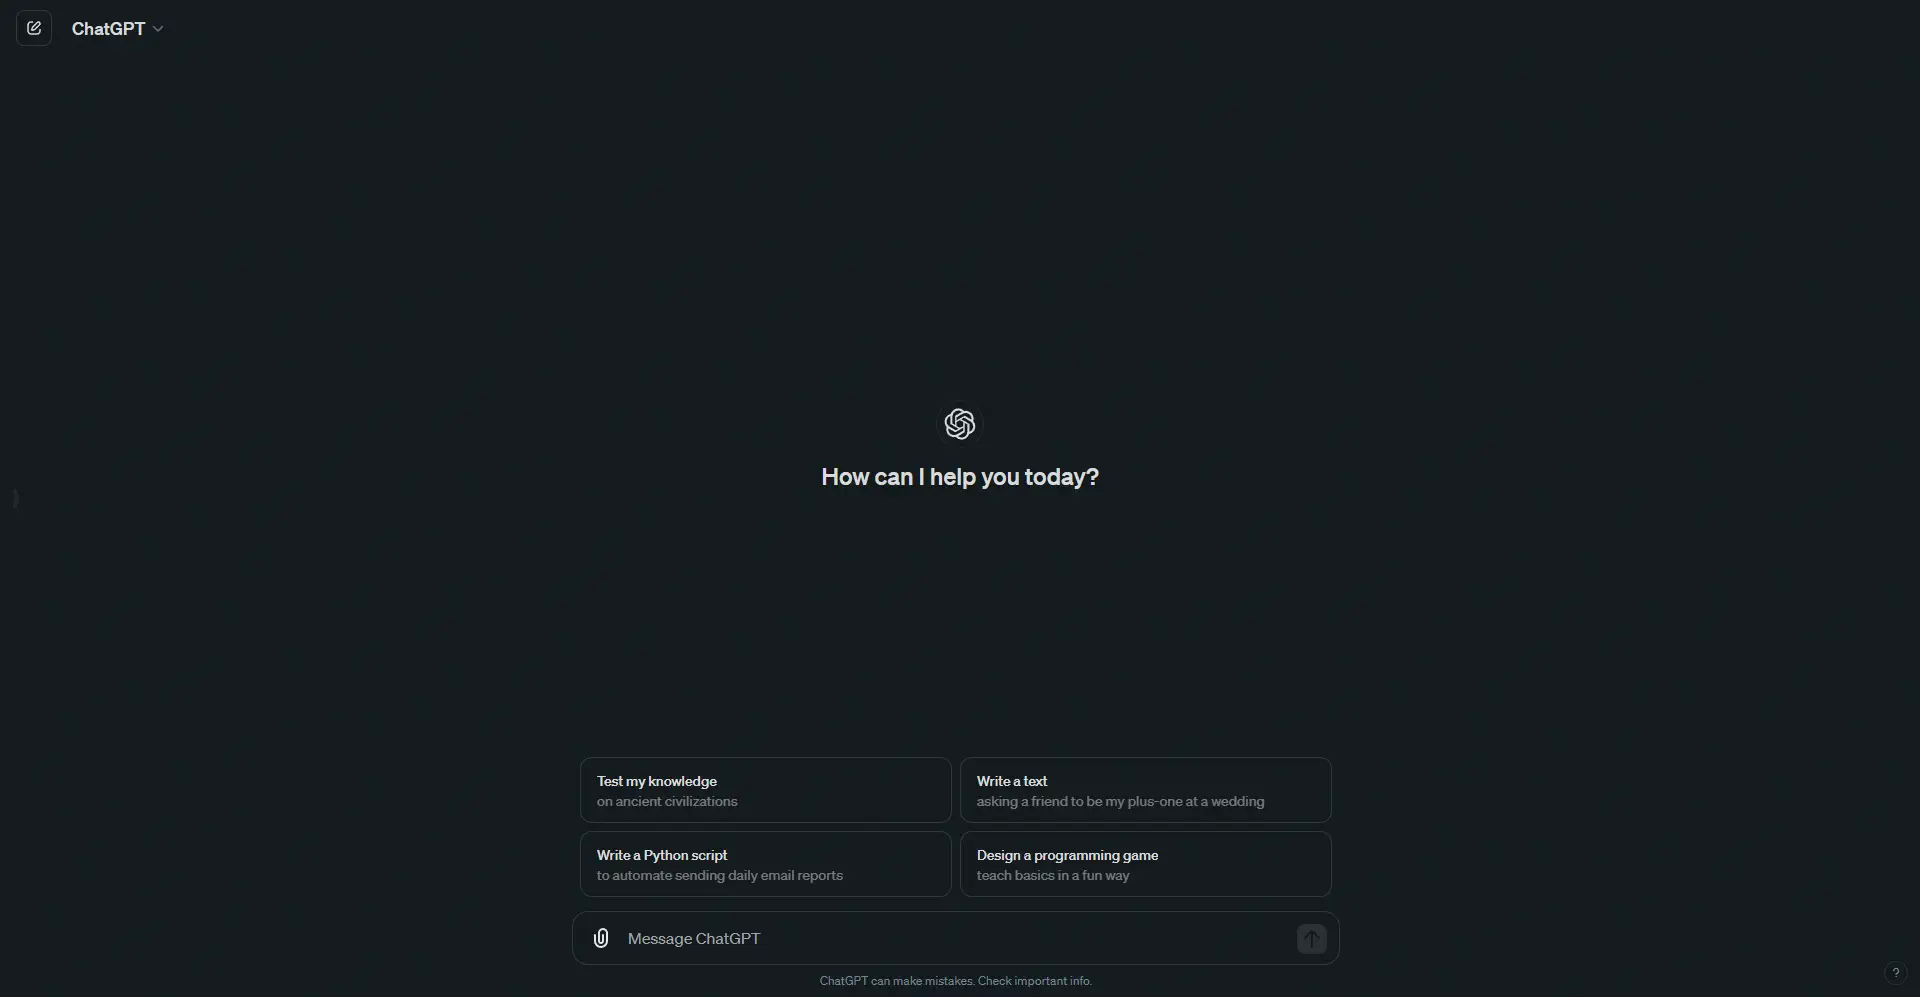 ChatGPT
How can I help you today?
Test my knowledge
on ancient civilizations
Write a text
asking a friend to be my plus-one at a wedding
Write a Python script
to automate sending daily email reports
Design a programming game
teach basics in a fun way
Message ChatGPT
ChatGPT can make mistakes. Check important info.
?